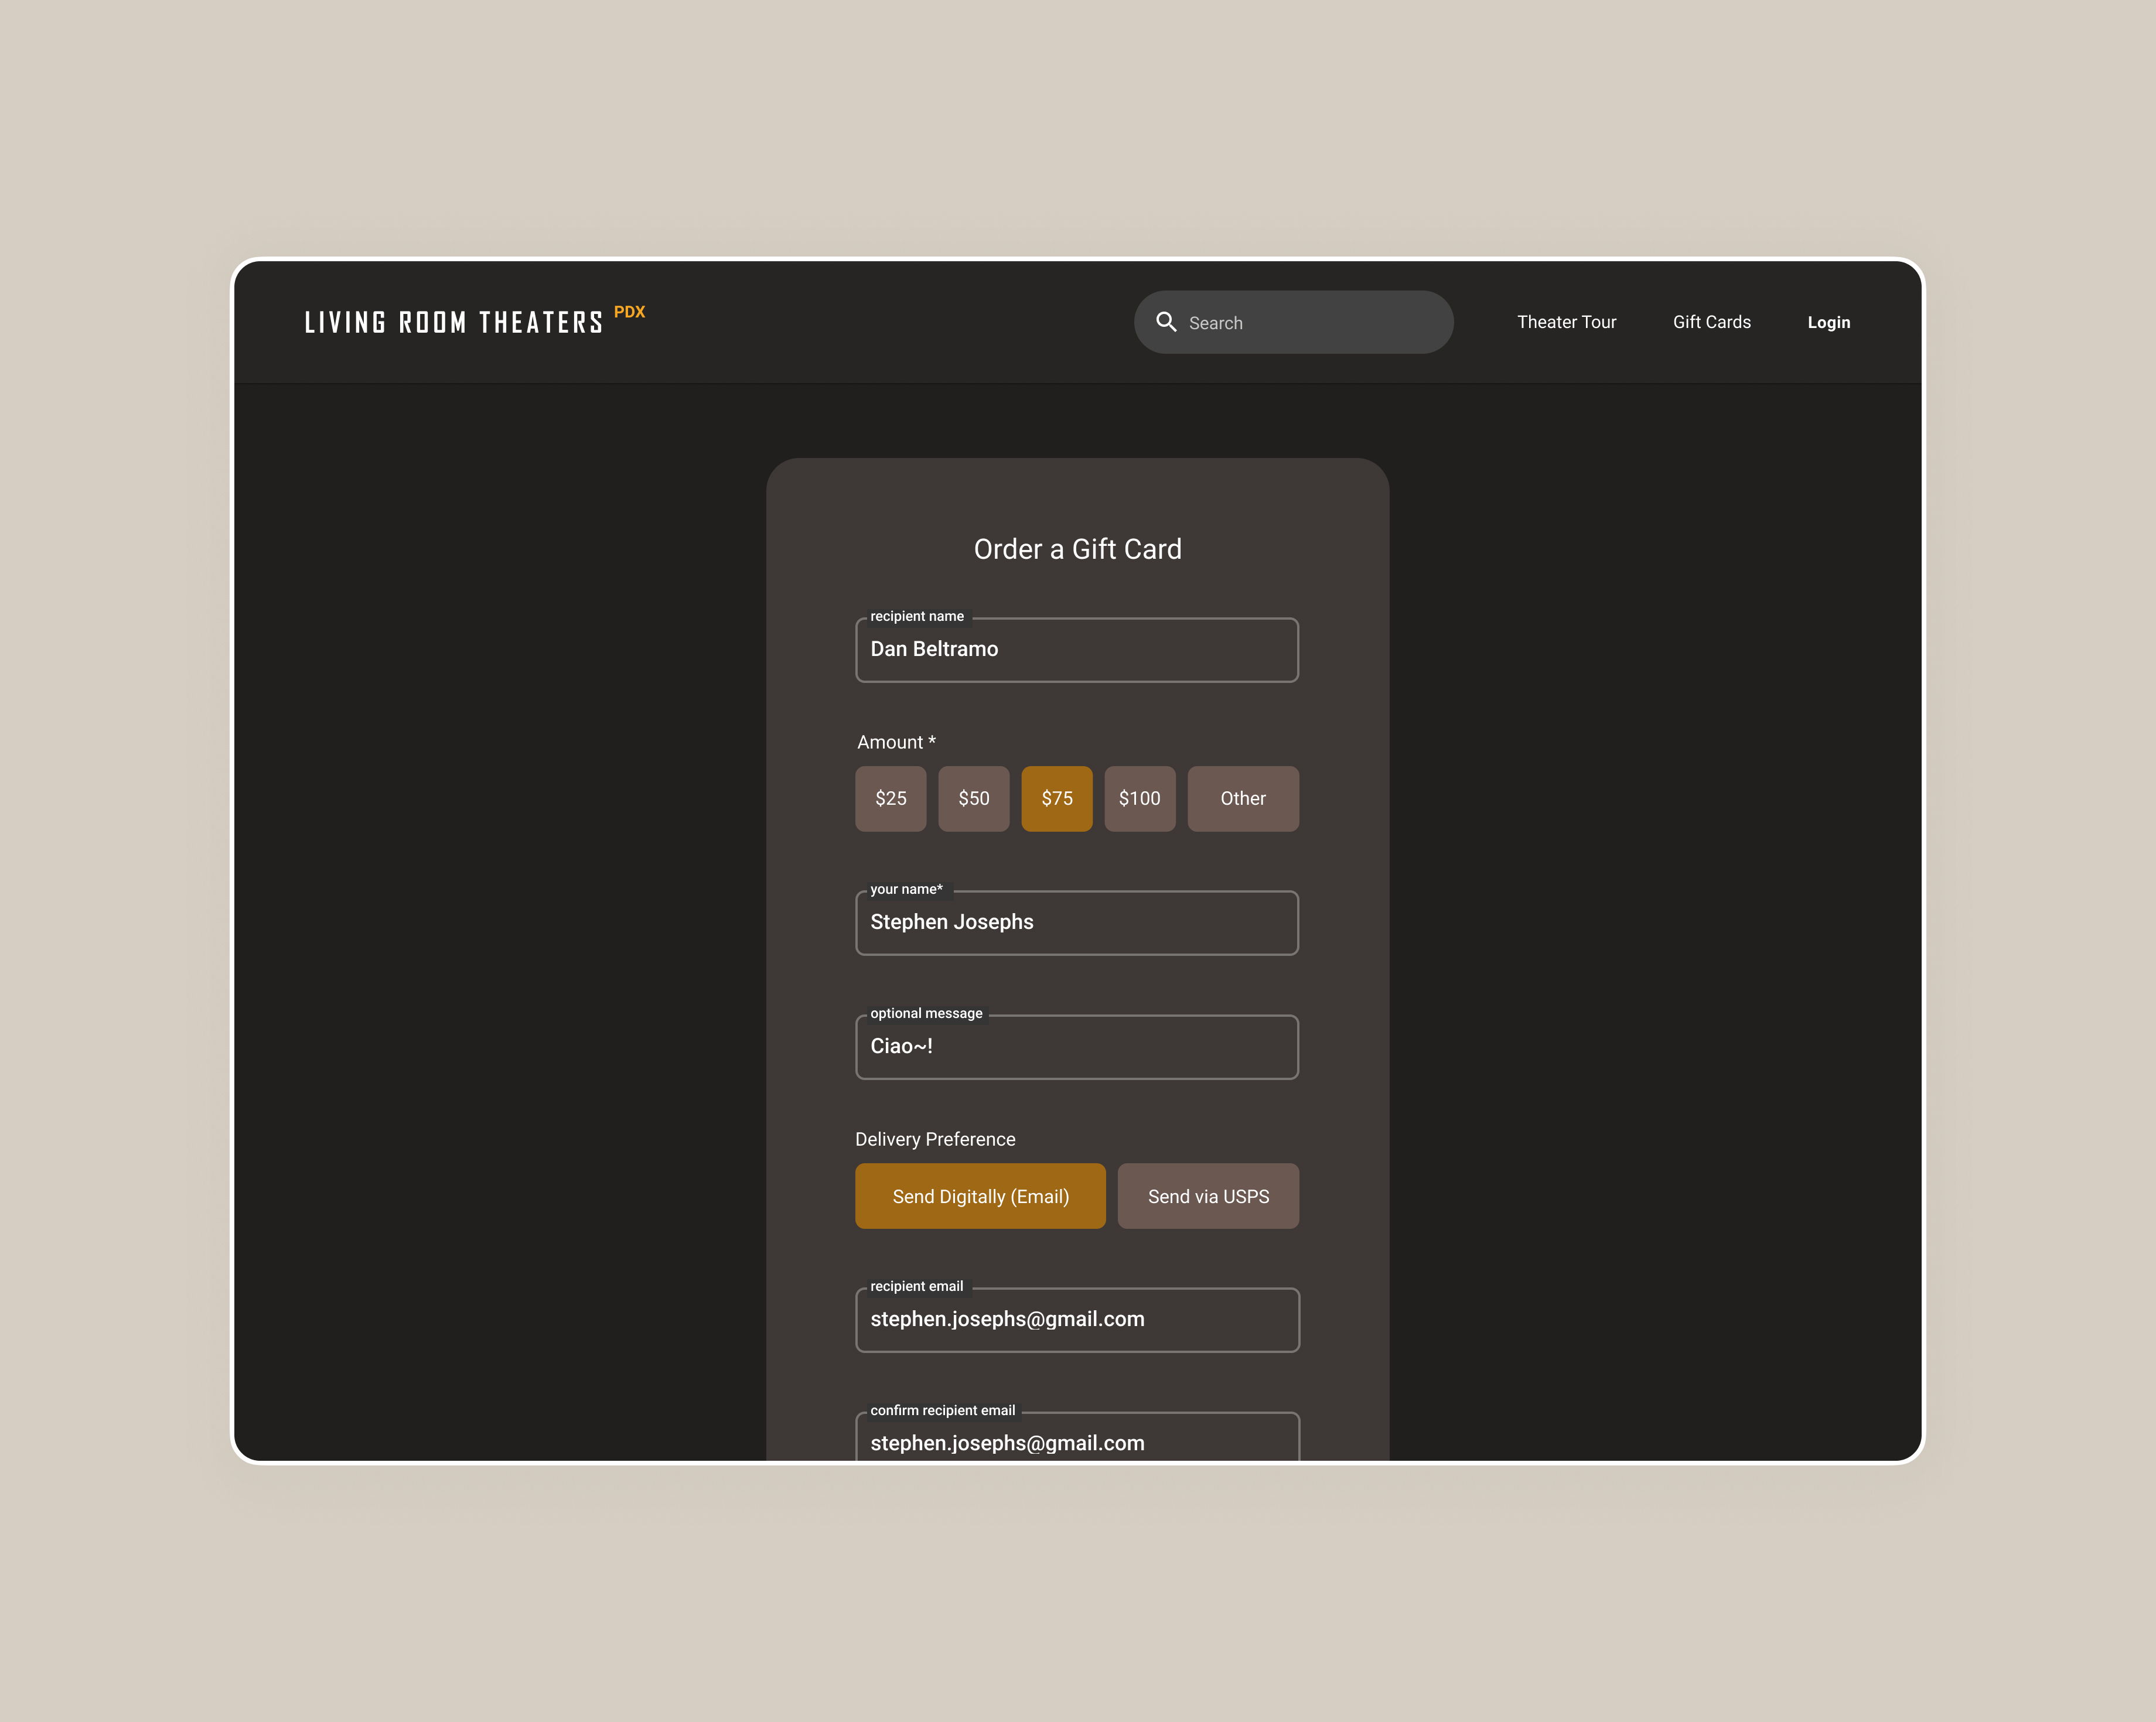 LIVING ROOM THEATERS PDX
Search
Theater Tour
Gift Cards
Login
Order a Gift Card
recipient name
Dan Beltramo
Amount *
$25 $50 $75 $100 Other
your name*
Stephen Josephs
optional message
Ciao~!
Delivery Preference
Send Digitally (Email) Send via USPS
recipient email
stephen.josephs@gmail.com
confirm recipient email
stephen.josephs@gmail.com